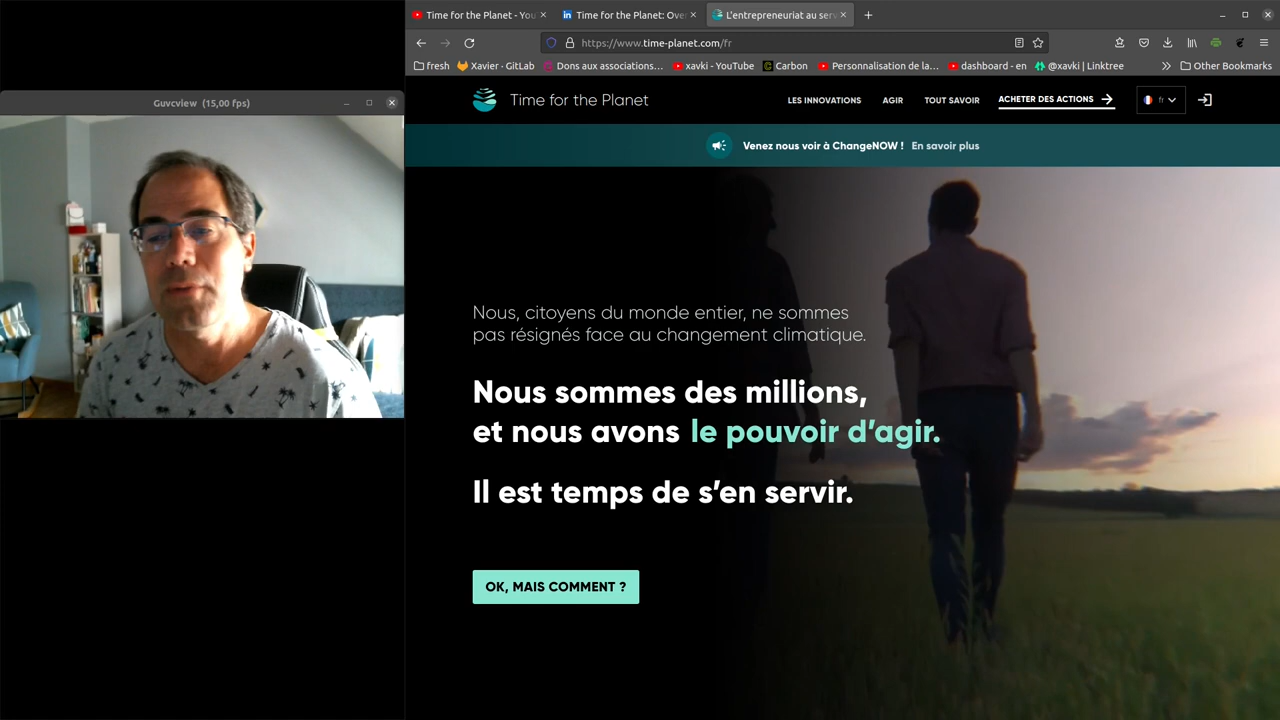 Guvcview (15,00 fps)
Time for the Planet - You
Time for the Planet: Over
L'entrepreneuriat au serv
https://www.time-planet.com/fr
fresh
Xavier · GitLab
Dons aux associations…
xavki - YouTube
Carbon
Personnalisation de la…
dashboard - en
@xavki | Linktree
Other Bookmarks
Time for the Planet
LES INNOVATIONS
AGIR
TOUT SAVOIR
ACHETER DES ACTIONS
fr
Venez nous voir à ChangeNOW ! En savoir plus
Nous, citoyens du monde entier, ne sommes
pas résignés face au changement climatique.
Nous sommes des millions,
et nous avons le pouvoir d'agir.
Il est temps de s'en servir.
OK, MAIS COMMENT ?